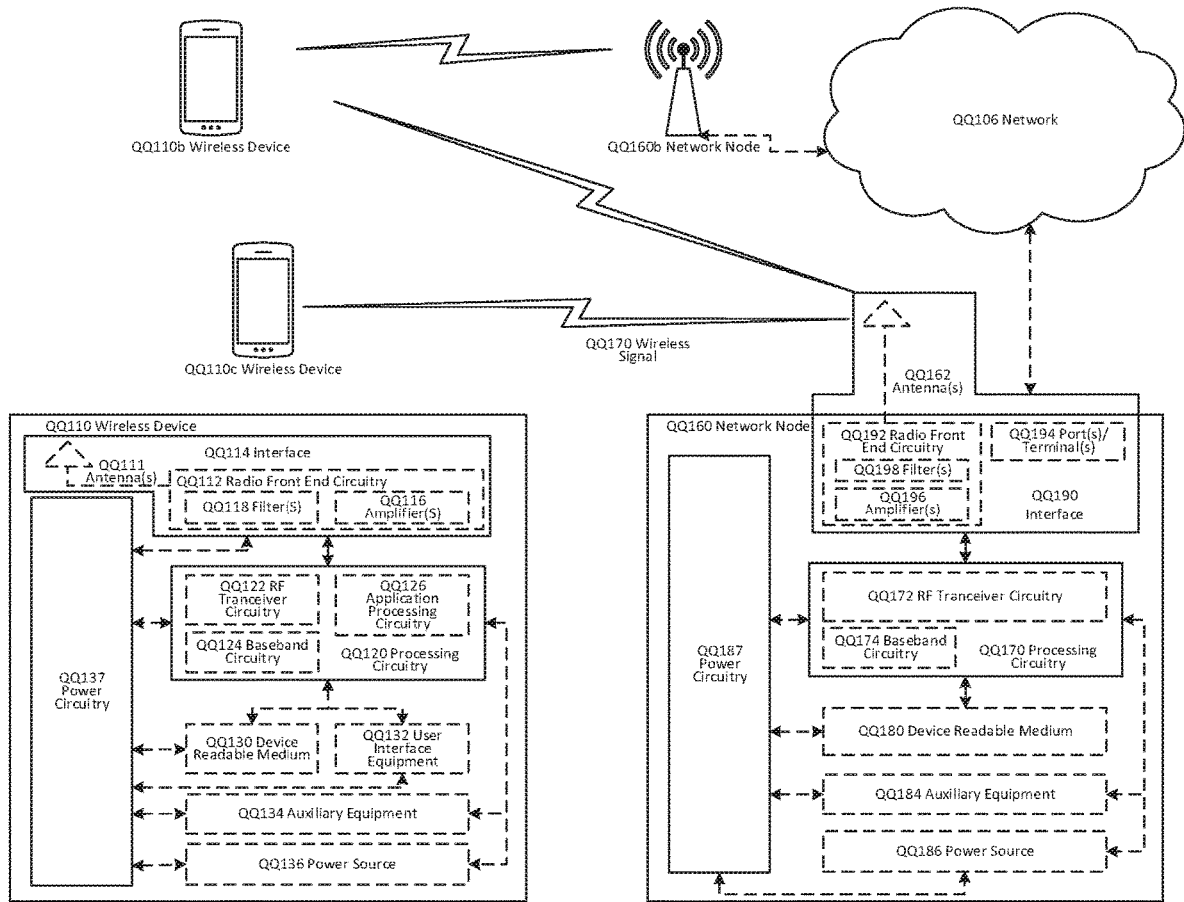 QQ110b Wireless Device
QQ160b Network Node
QQ106 Network
QQ110c Wireless Device
QQ170 Wireless
Signal
QQ162
Antenna(s)
QQ110 Wireless Device
QQ114 Interface
QQ111
Antenna(s)
QQ112 Radio Front End Circuitry
QQ118 Filter(S)
QQ116
Amplifier(S)
QQ122 RF
Tranceiver
Circuitry
QQ126
Application
Processing
Circuitry
QQ124 Baseband
Circuitry
QQ120 Processing
Circuitry
QQ137
Power
Circuitry
QQ130 Device
Readable Medium
QQ132 User
Interface
Equipment
QQ134 Auxiliary Equipment
QQ136 Power Source
QQ160 Network Node
QQ192 Radio Front
End Circuitry
QQ198 Filter(s)
QQ196
Amplifier(s)
QQ194 Port(s)/
Terminal(s)
QQ190
Interface
QQ172 RF Tranceiver Circuitry
QQ174 Baseband
Circuitry
QQ170 Processing
Circuitry
QQ187
Power
Circuitry
QQ180 Device Readable Medium
QQ184 Auxiliary Equipment
QQ186 Power Source